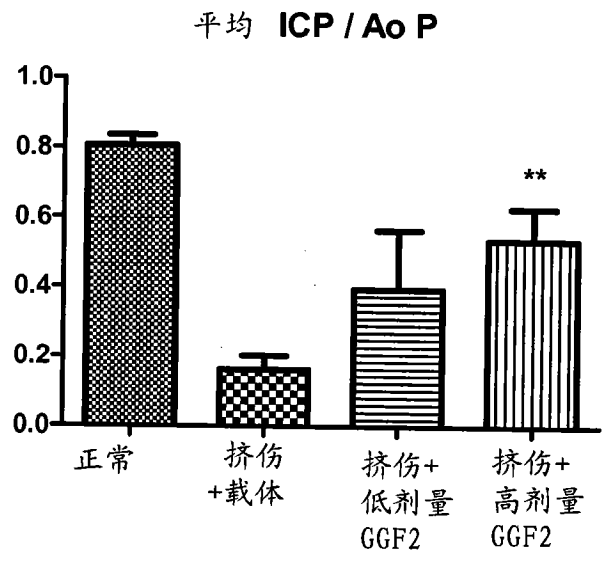 平均 ICP / Ao P
1.0
0.8
0.6
0.4
0.2
0.0
**
正常
挤伤
+载体
挤伤+
低剂量
GGF2
挤伤+
高剂量
GGF2